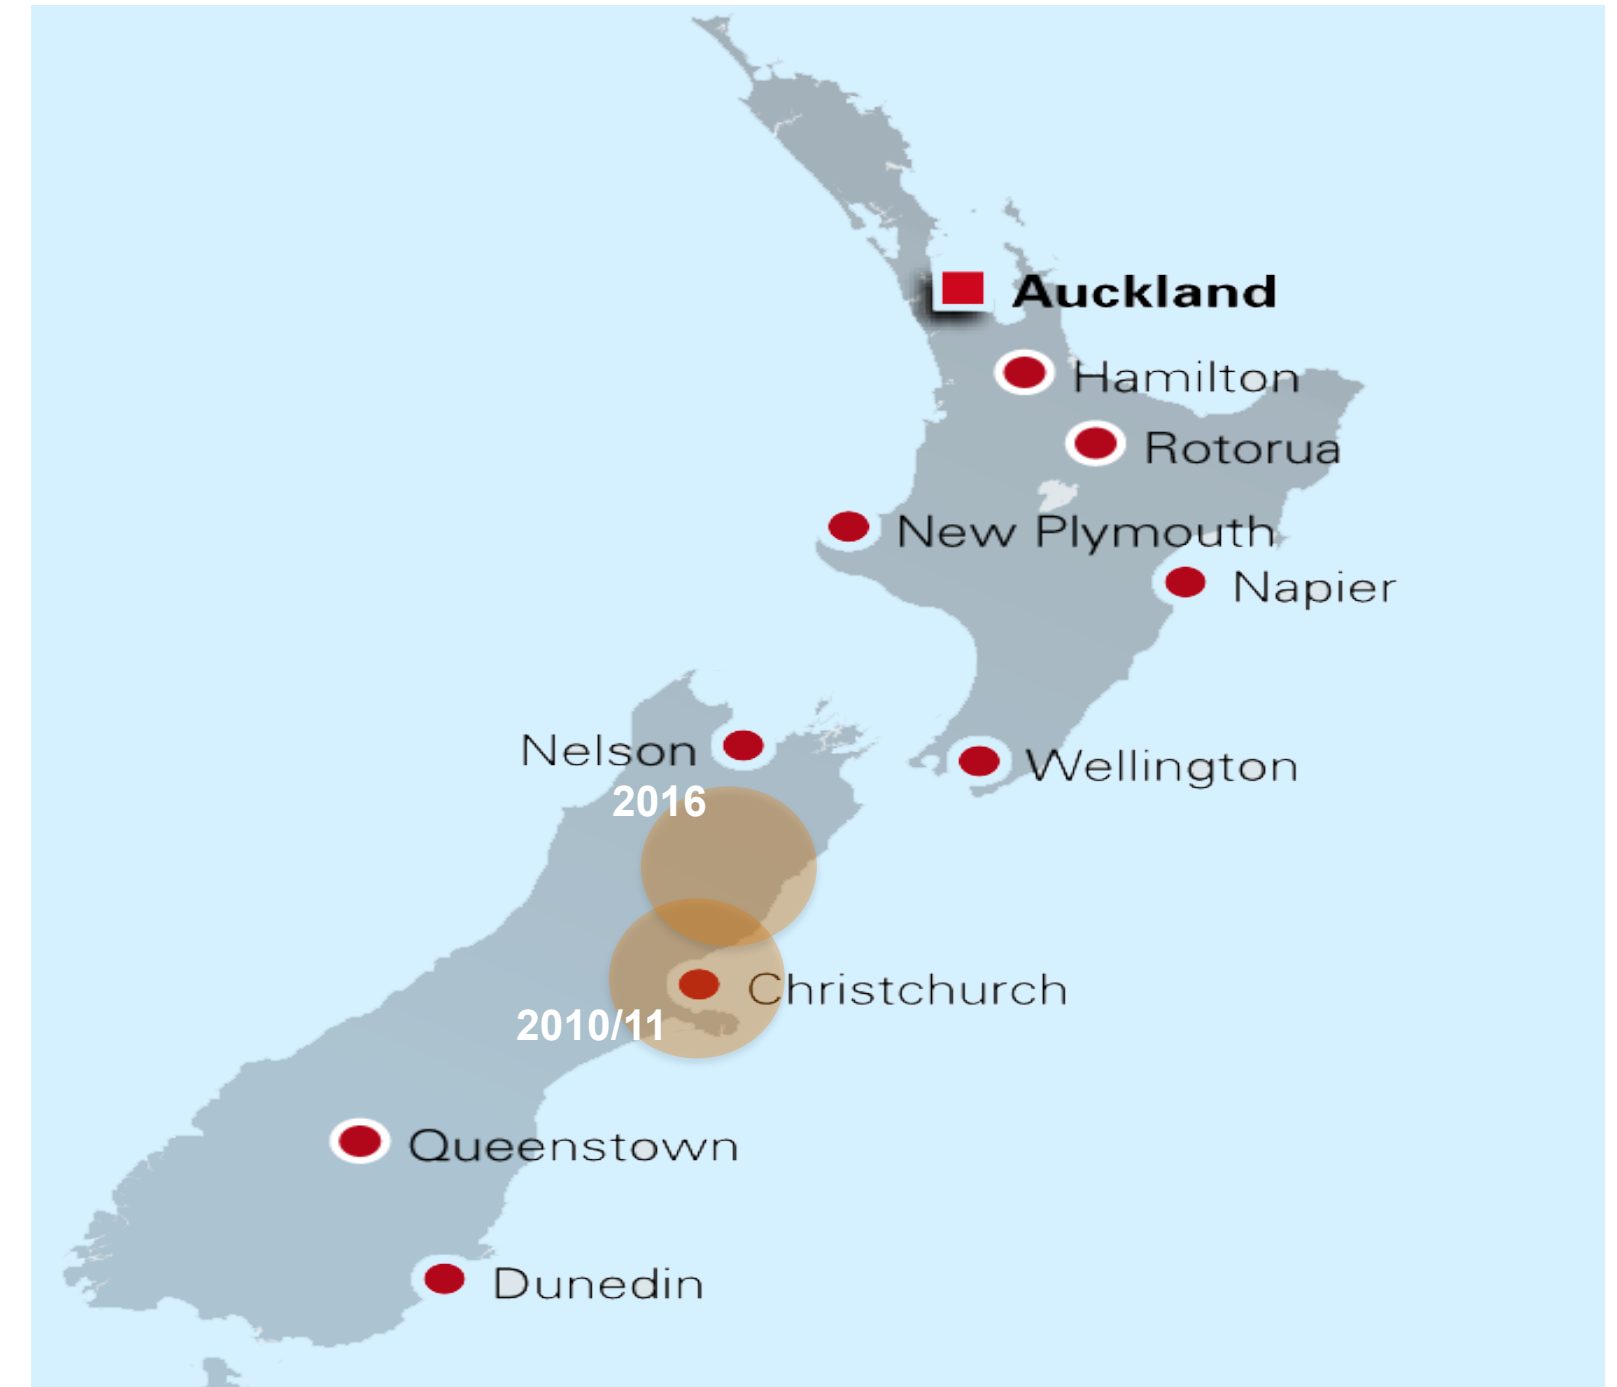 Auckland
Hamilton
Rotorua
New Plymouth
Napier
Nelson
Wellington
2016
Christchurch
2010/11
Queenstown
Dunedin